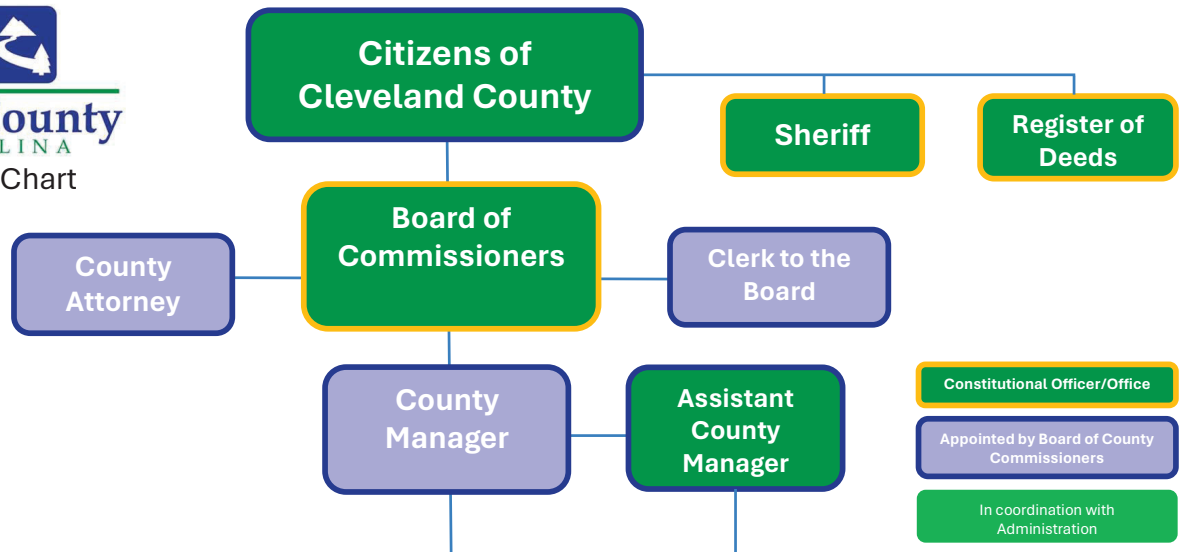 Citizens of
Cleveland County
Sheriff
Register of
Deeds
ounty
LINA
Chart
Board of
Commissioners
County
Attorney
Clerk to the
Board
County
Manager
Assistant
County
Manager
Constitutional Officer/Office
Appointed by Board of County
Commissioners
In coordination with
Administration